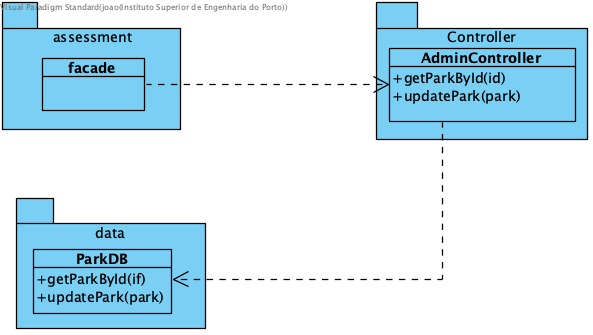 Visual Paradigm Standard(joao(Instituto Superior de Engenharia do Porto))
assessment
facade
Controller
AdminController
+getParkById(id)
+updatePark(park)
data
ParkDB
+getParkById(if)
+updatePark(park)